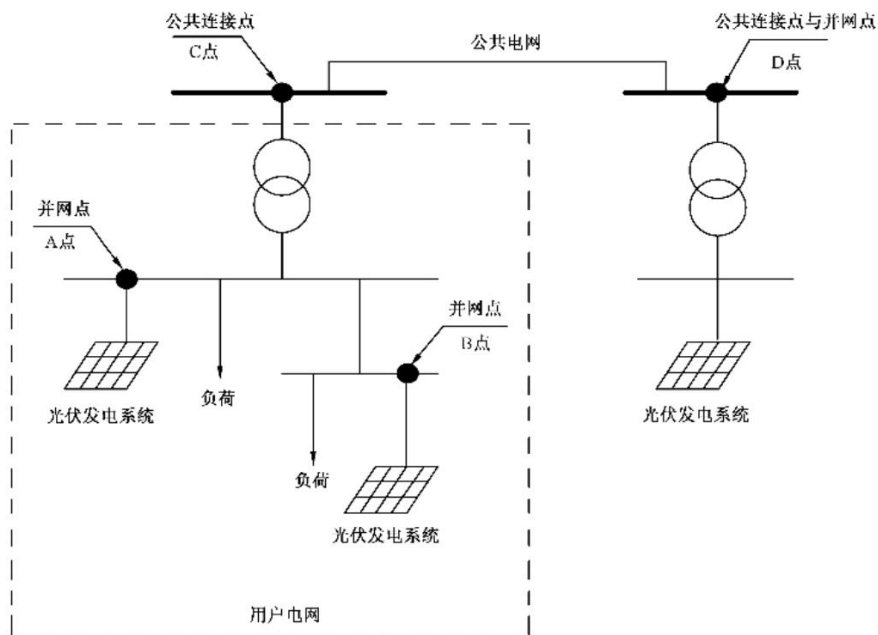 公共连接点
C点
公共电网
公共连接点与并网点
D点
并网点
A点
并网点
B点
负荷
光伏发电系统
光伏发电系统
负荷
光伏发电系统
用户电网